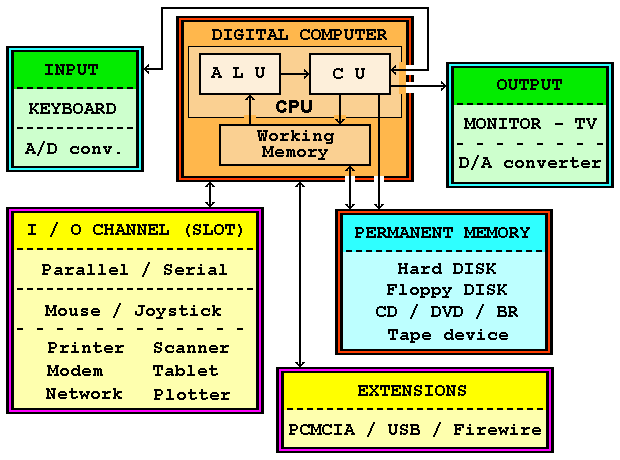 DIGITAL COMPUTER
A L U
C U
CPU
Working
Memory
INPUT
KEYBOARD
A/D conv.
OUTPUT
MONITOR - TV
D/A converter
I / O CHANNEL (SLOT)
Parallel / Serial
Mouse / Joystick
Printer Scanner
Modem Tablet
Network Plotter
PERMANENT MEMORY
Hard DISK
Floppy DISK
CD / DVD / BR
Tape device
EXTENSIONS
PCMCIA / USB / Firewire